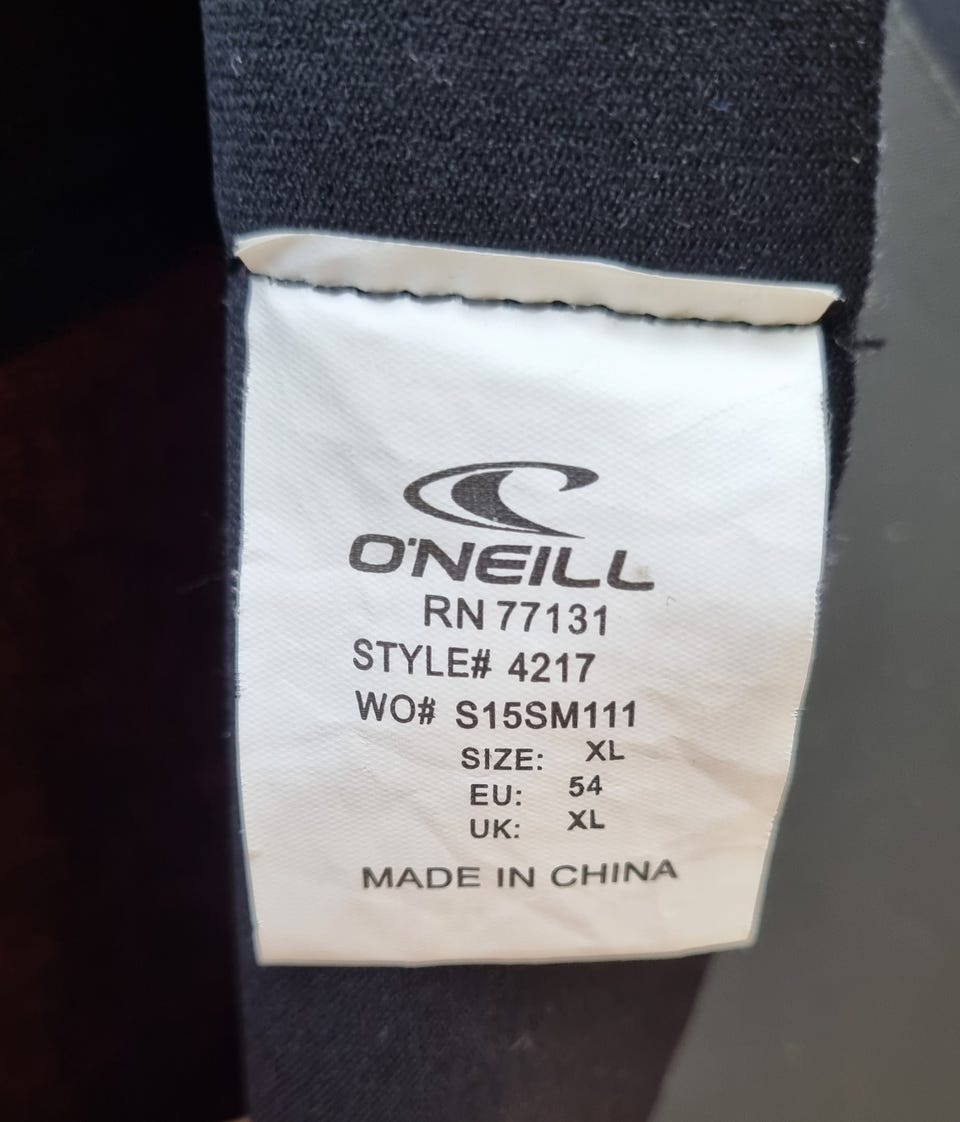 O'NEILL
RN 77131
STYLE# 4217
WO# S15SM111
SIZE: XL
EU: 54
UK: XL
MADE IN CHINA